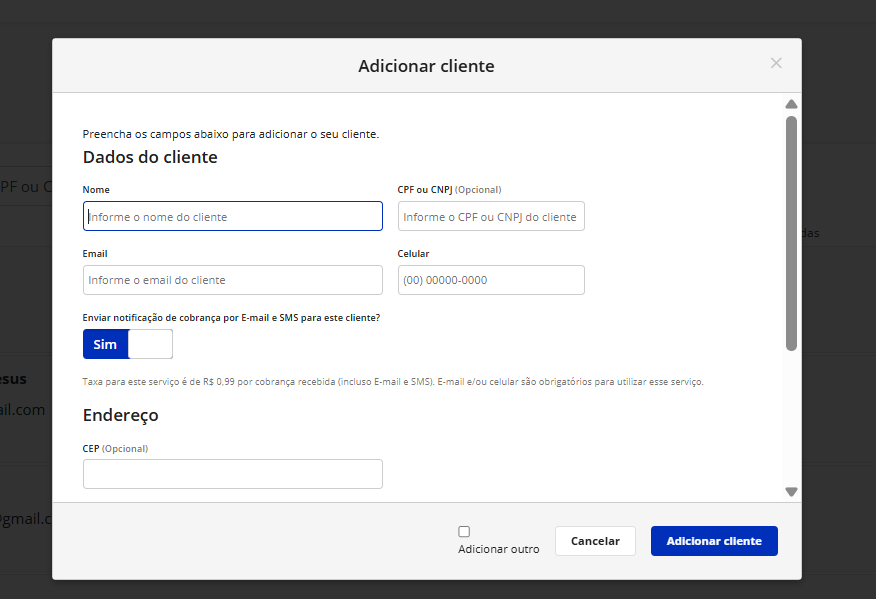 Adicionar cliente
Preencha os campos abaixo para adicionar o seu cliente.
Dados do cliente
Nome
CPF ou CNPJ (Opcional)
Informe o nome do cliente
Informe o CPF ou CNPJ do cliente
Email
Celular
Informe o email do cliente
(00) 00000-0000
Enviar notificação de cobrança por E-mail e SMS para este cliente?
Sim
Taxa para este serviço é de R$ 0,99 por cobrança recebida (incluso E-mail e SMS). E-mail e/ou celular são obrigatórios para utilizar esse serviço.
Endereço
CEP (Opcional)
Adicionar outro
Cancelar
Adicionar cliente
PF ou C
das
esus
ail.com
@gmail.c